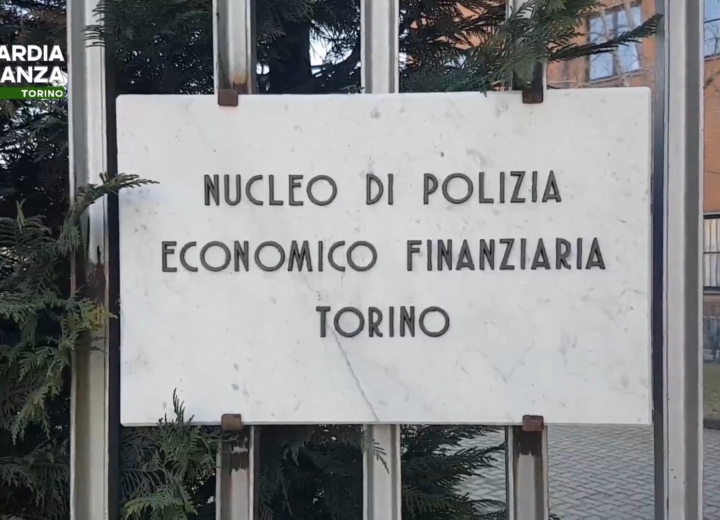 ARDIA
ANZA
TORINO
NUCLEO DI POLIZIA
ECONOMICO FINANZIARIA
TORINO